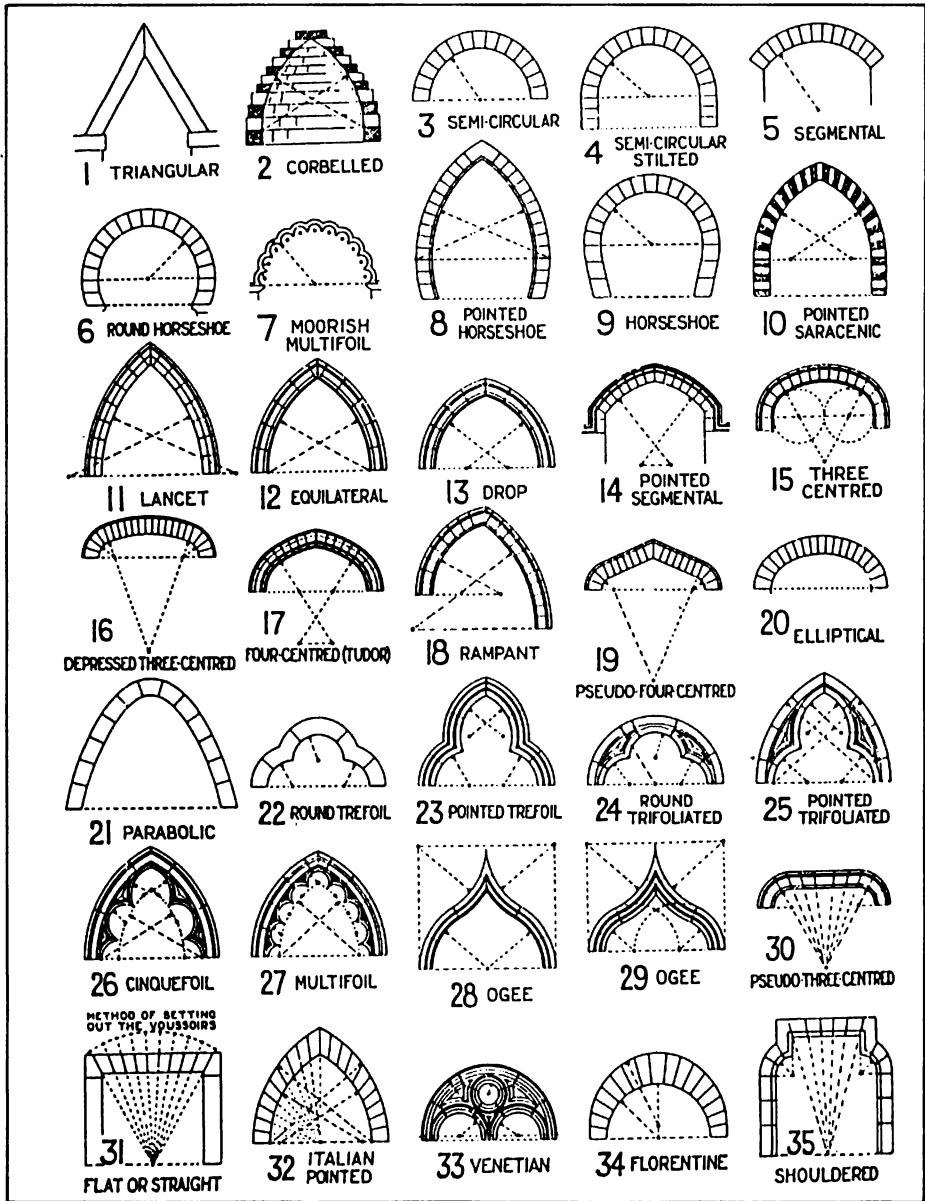 1 TRIANGULAR
2 CORBELLED
3 SEMI-CIRCULAR
4 SEMI-CIRCULAR
STILTED
5 SEGMENTAL
6 ROUND HORSESHOE
7 MOORISH
MULTIFOIL
8 POINTED
HORSESHOE
9 HORSESHOE
10 POINTED
SARACENIC
11 LANCET
12 EQUILATERAL
13 DROP
14 POINTED
SEGMENTAL
15 THREE
CENTRED
16
DEPRESSED THREE-CENTRED
17
FOUR-CENTRED (TUDOR)
18 RAMPANT
19
PSEUDO-FOUR-CENTRED
20
ELLIPTICAL
21 PARABOLIC
22 ROUND TREFOIL
23 POINTED TREFOIL
24 ROUND
TRIFOLIATED
25 POINTED
TRIFOLIATED
26 CINQUEFOIL
27 MULTIFOIL
28 OGEE
29 OGEE
30
PSEUDO-THREE-CENTRED
METHOD OF SETTING
OUT THE VOUSSOIRS
31
FLAT OR STRAIGHT
32 ITALIAN
POINTED
33 VENETIAN
34 FLORENTINE
35
SHOULDERED